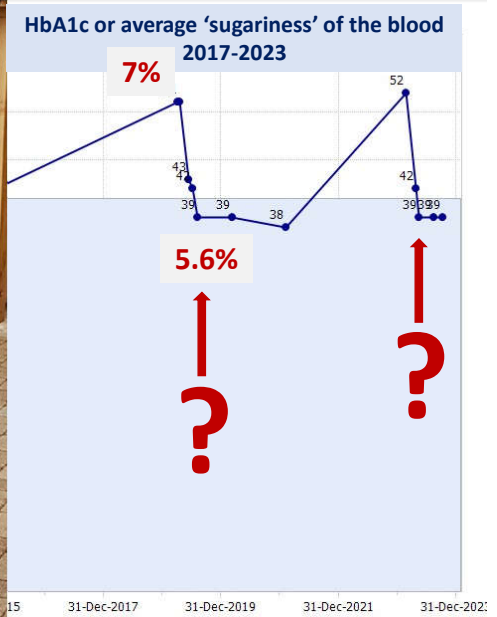 HbA1c or average ‘sugariness’ of the blood
2017-2023
7%
52
43
42
39
39
38
39
39
5.6%
?
?
15
31-Dec-2017
31-Dec-2019
31-Dec-2021
31-Dec-2023